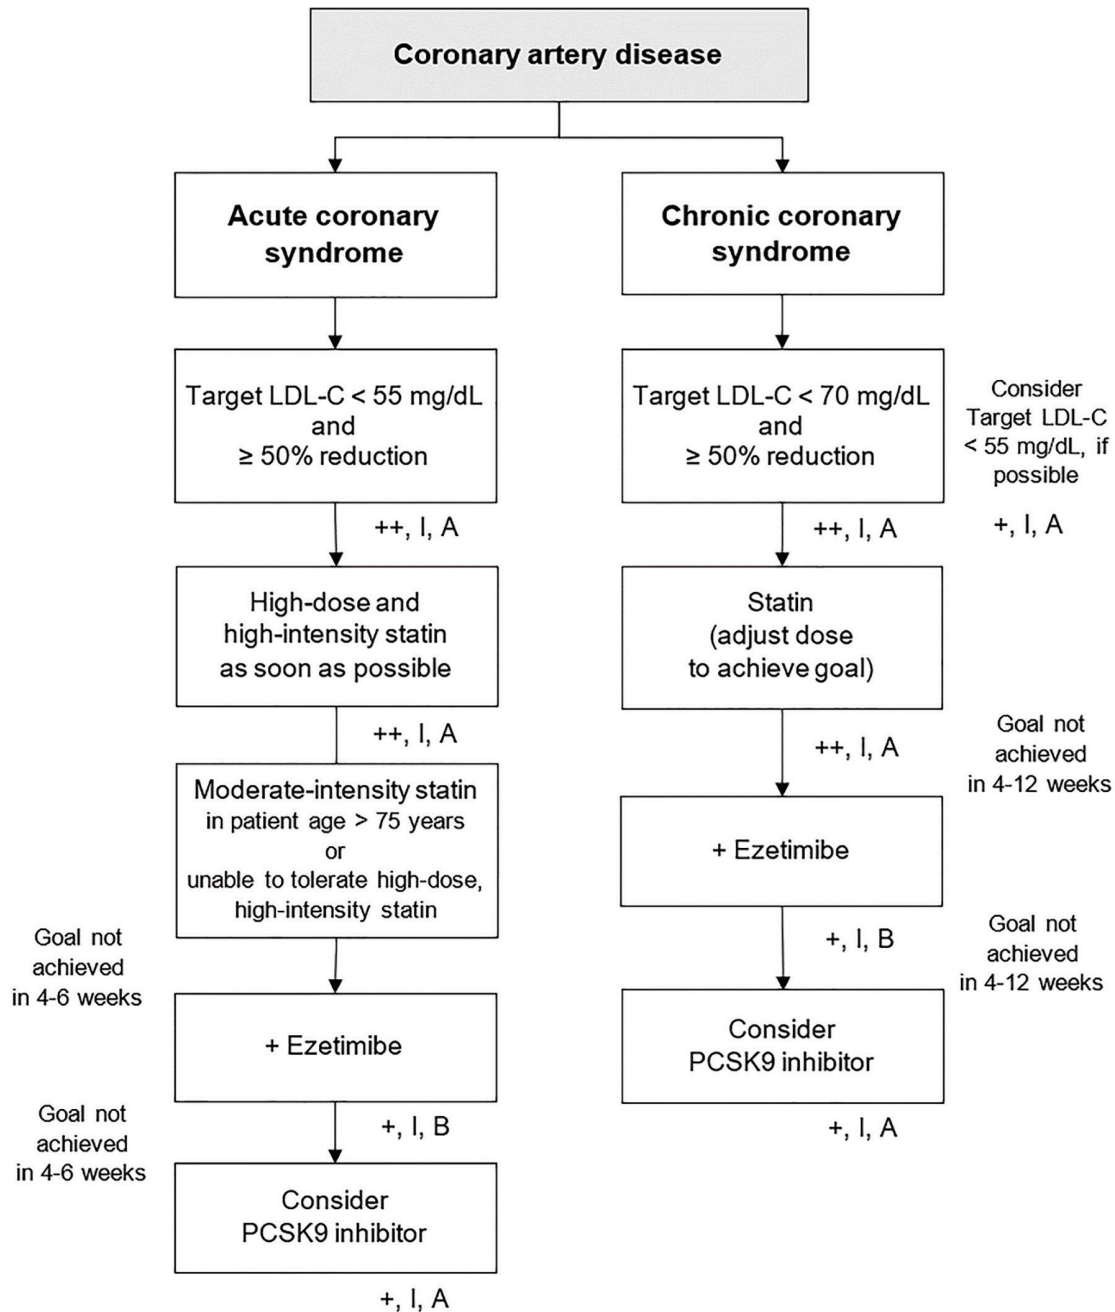 Coronary artery disease
Acute coronary
syndrome
Target LDL-C < 55 mg/dL
and
≥ 50% reduction
++, I, A
High-dose and
high-intensity statin
as soon as possible
++, I, A
Moderate-intensity statin
in patient age > 75 years
or
unable to tolerate high-dose,
high-intensity statin
Goal not
achieved
in 4-6 weeks
+ Ezetimibe
Goal not
achieved
in 4-6 weeks
+, I, B
Consider
PCSK9 inhibitor
+, I, A
Chronic coronary
syndrome
Target LDL-C < 70 mg/dL
and
≥ 50% reduction
Consider
Target LDL-C
< 55 mg/dL, if
possible
++, I, A
+, I, A
Statin
(adjust dose
to achieve goal)
++, I, A
Goal not
achieved
in 4-12 weeks
+ Ezetimibe
+, I, B
Goal not
achieved
in 4-12 weeks
Consider
PCSK9 inhibitor
+, I, A